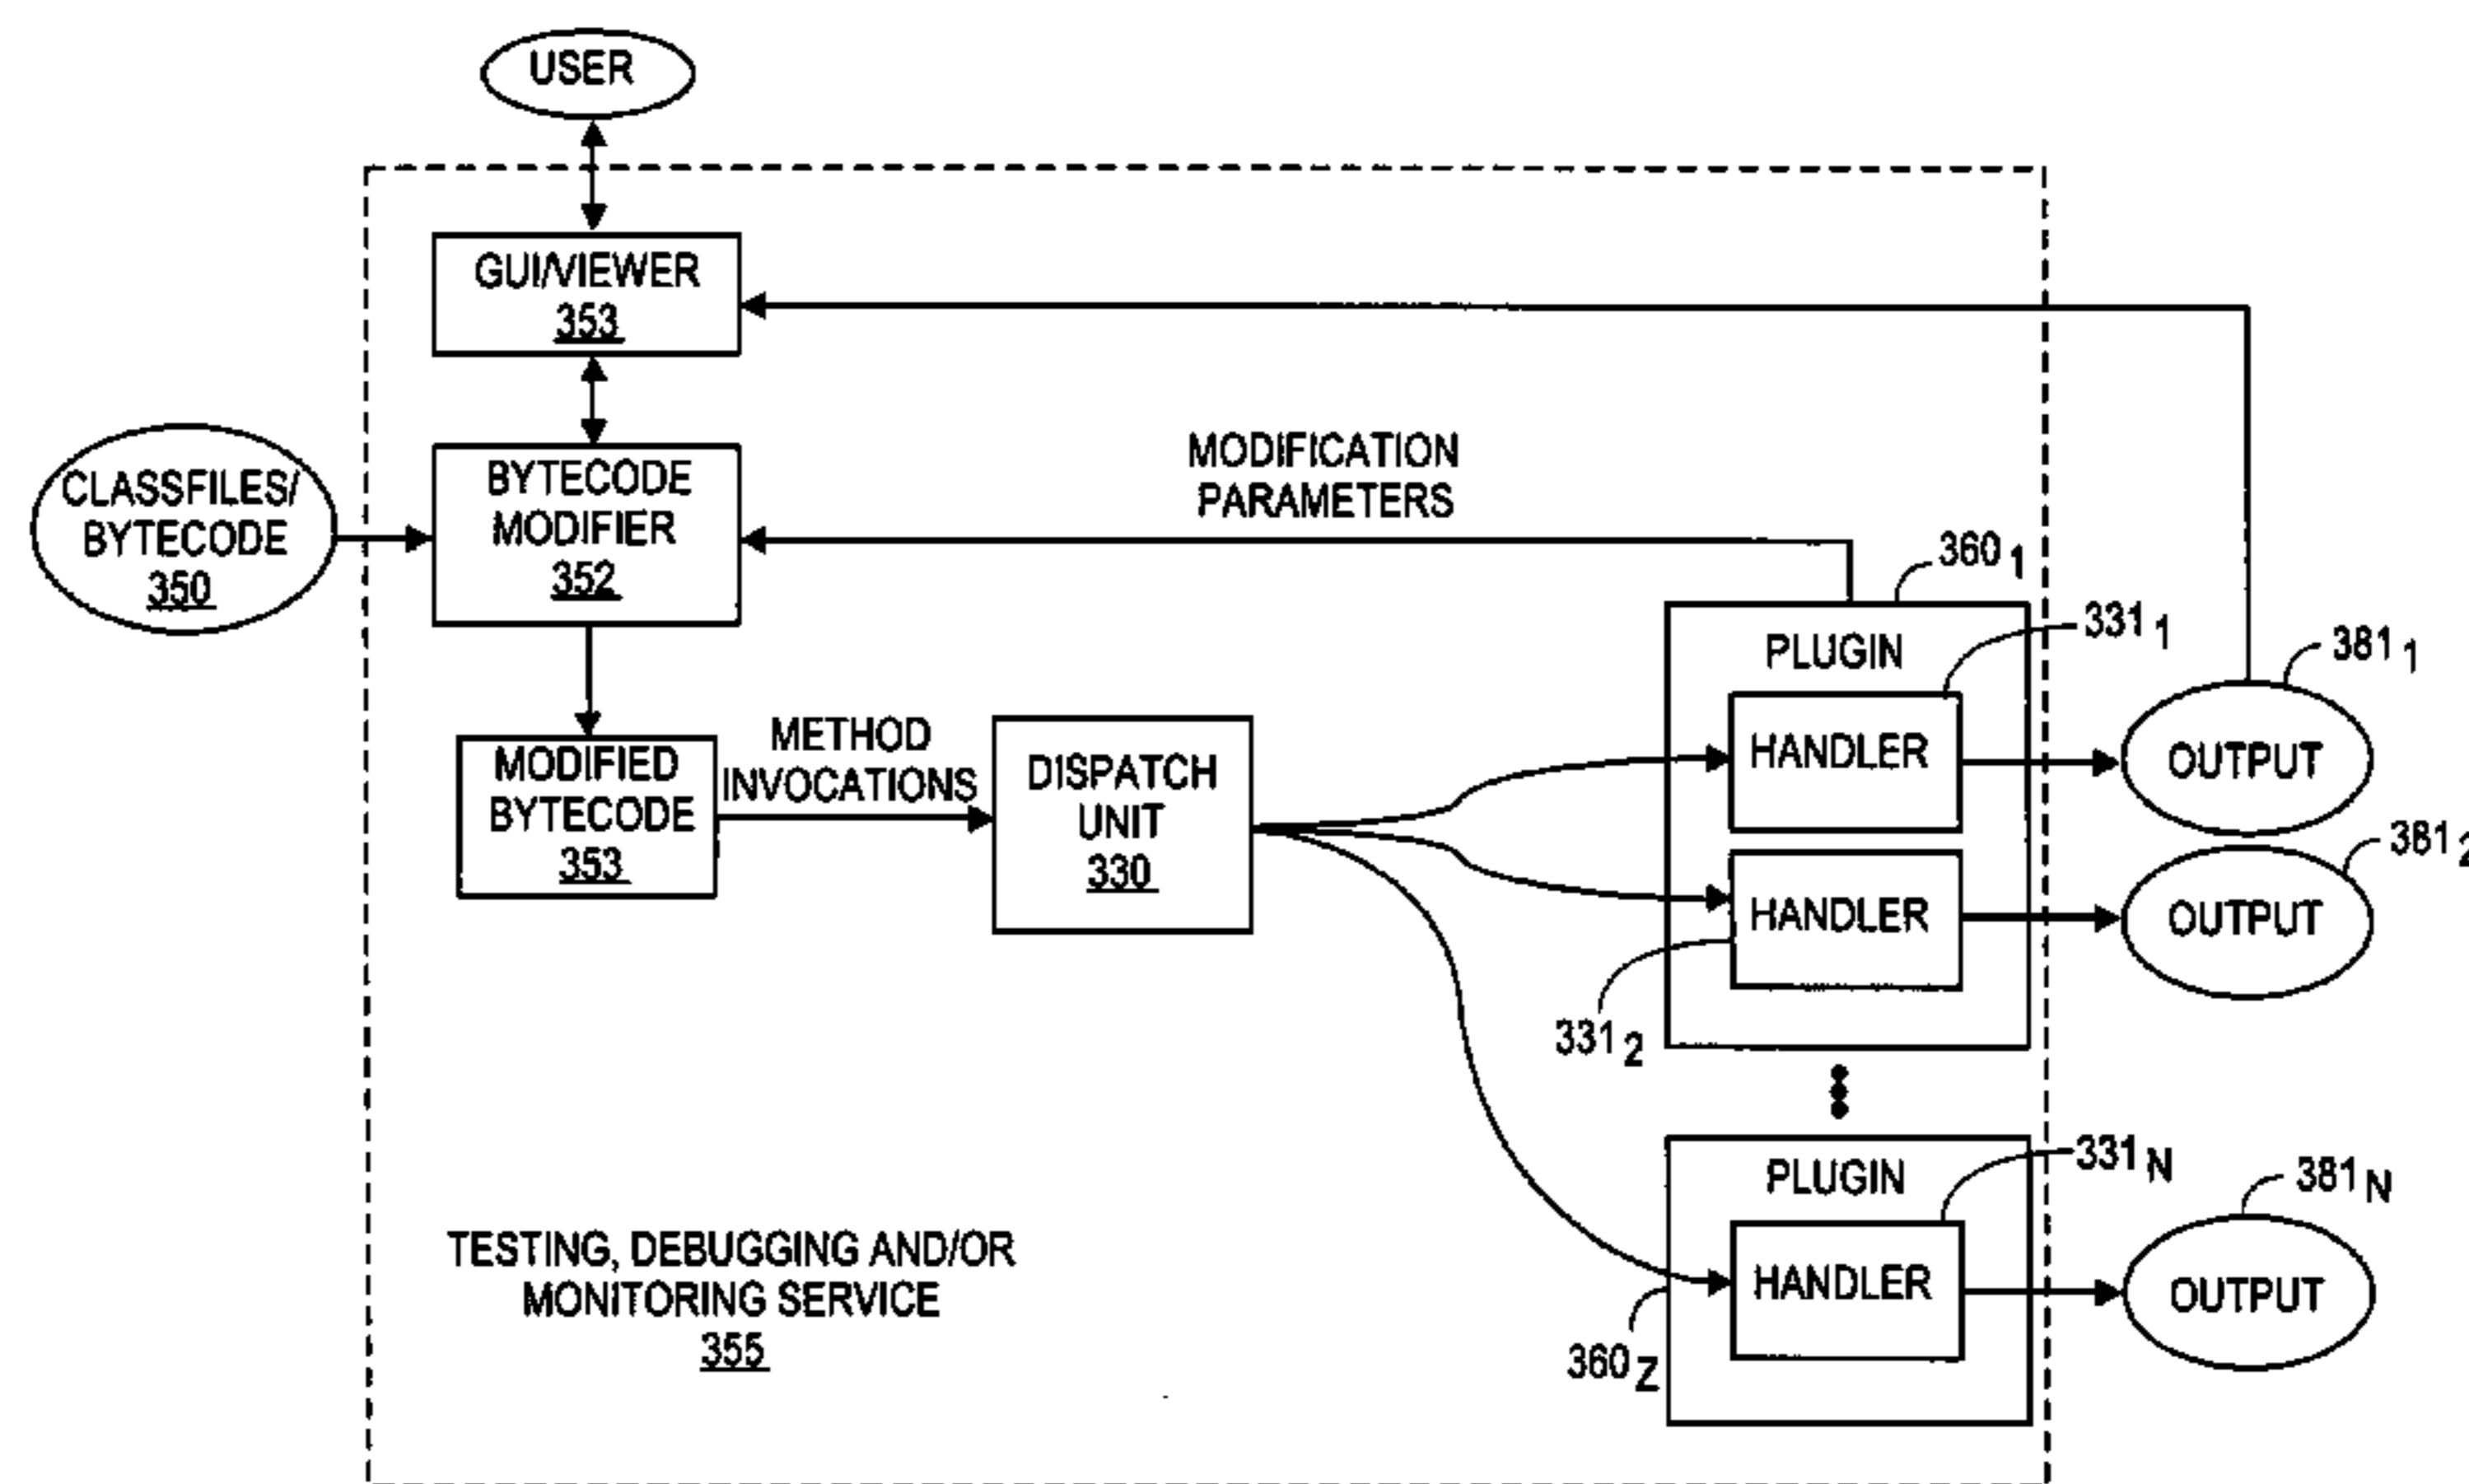 USER
GUI/VIEWER
353
CLASSFILES/
BYTECODE
350
BYTECODE
MODIFIER
352
MODIFICATION
PARAMETERS
360 1
PLUGIN
331 1
HANDLER
381 1
OUTPUT
MODIFIED
BYTECODE
353
METHOD
INVOCATIONS
DISPATCH
UNIT
330
HANDLER
331 2
381 2
OUTPUT
PLUGIN
331 N
HANDLER
360 Z
381 N
OUTPUT
TESTING, DEBUGGING AND/OR
MONITORING SERVICE
355